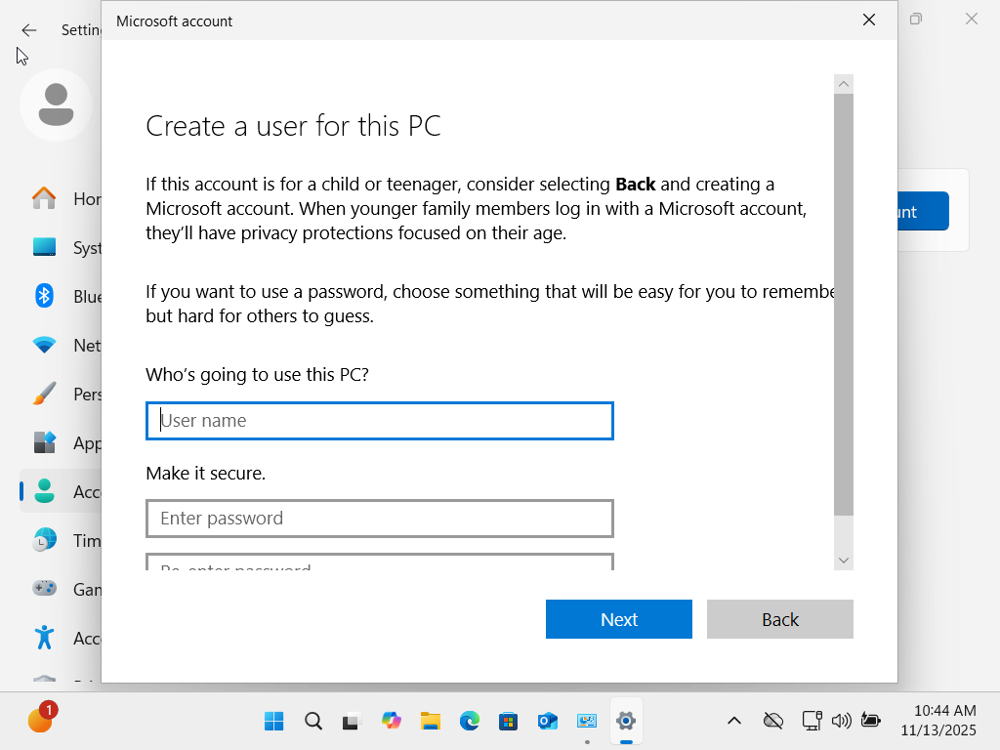 Microsoft account
Create a user for this PC
If this account is for a child or teenager, consider selecting Back and creating a
Microsoft account. When younger family members log in with a Microsoft account,
they'll have privacy protections focused on their age.
If you want to use a password, choose something that will be easy for you to remembe
but hard for others to guess.
Who's going to use this PC?
User name
Make it secure.
Enter password
Re-enter password
Next
Back
Settin
Hor
Syst
Blue
Net
Pers
App
Acc
Tim
Gan
Acc
unt
1
10:44 AM
11/13/2025